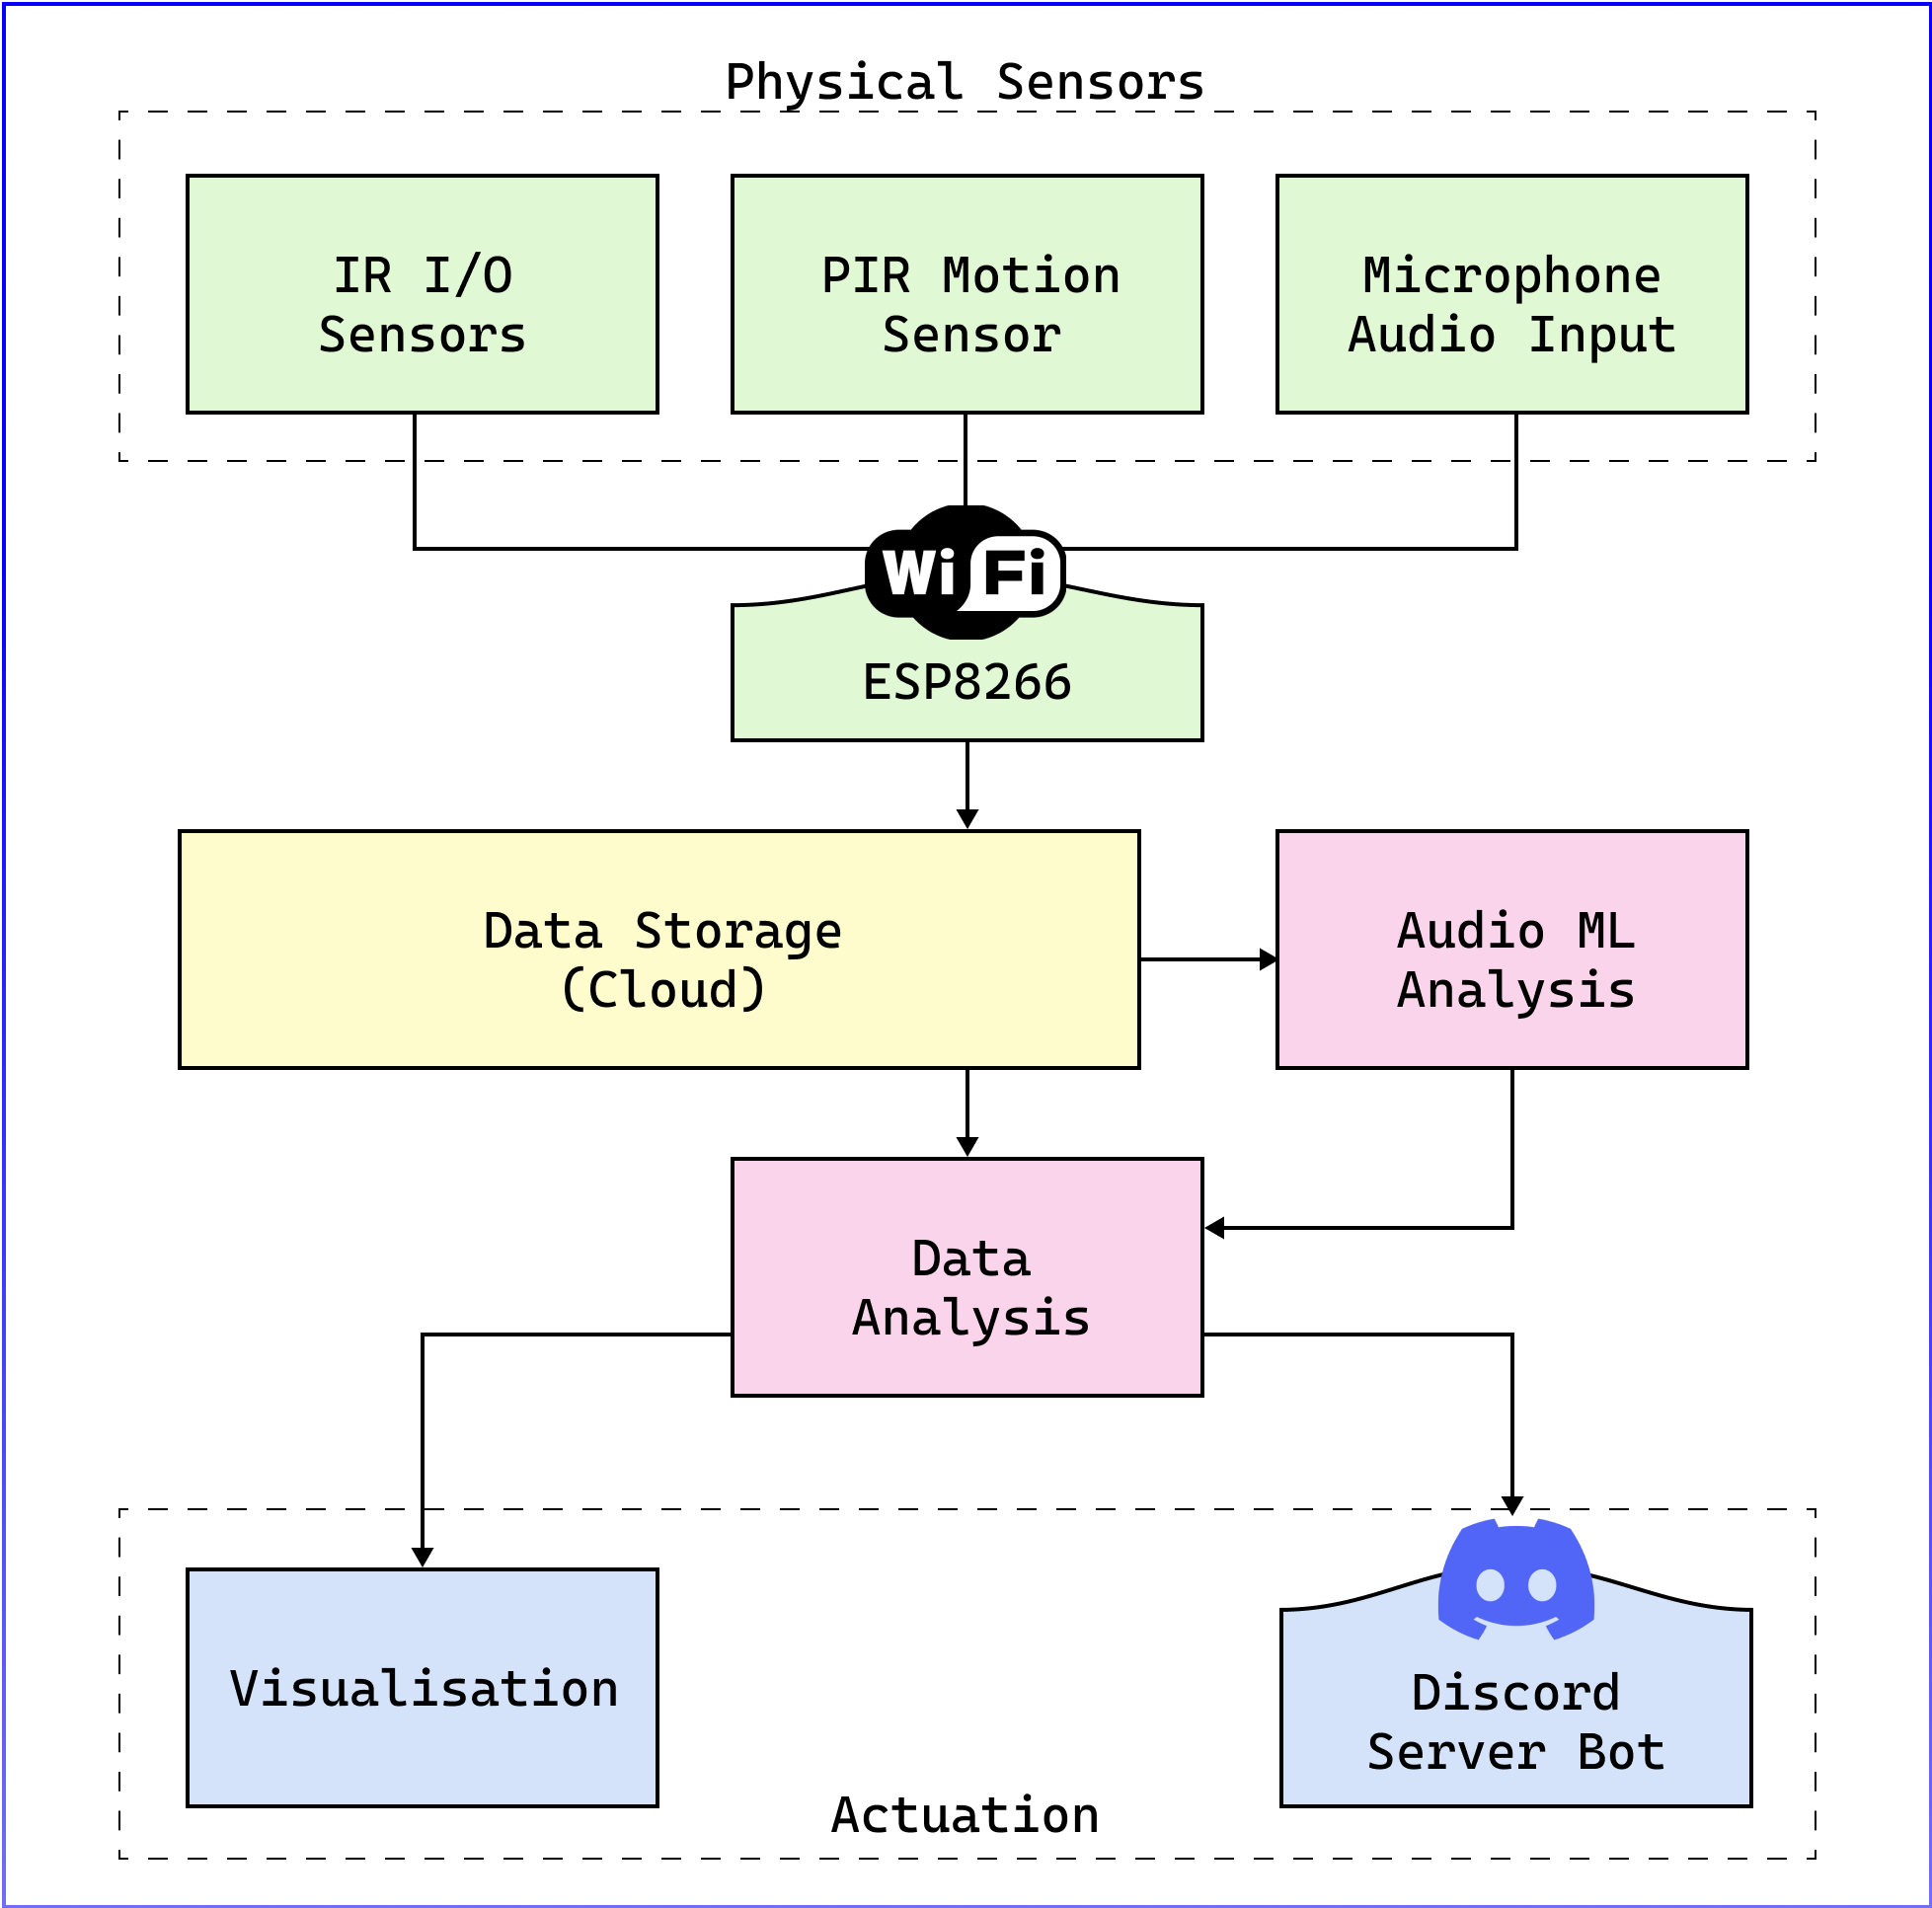 Physical Sensors
IR I/O
Sensors
PIR Motion
Sensor
Microphone
Audio Input
Wi Fi
ESP8266
Data Storage
(Cloud)
Audio ML
Analysis
Data
Analysis
Visualisation
Discord
Server Bot
Actuation